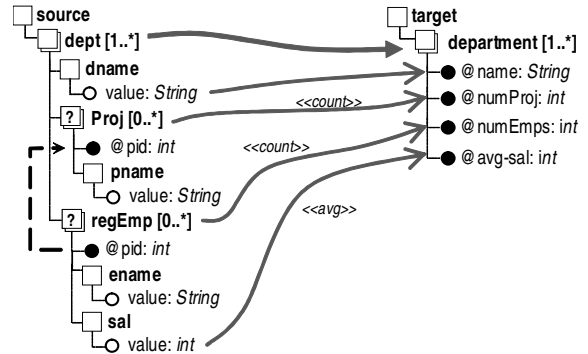 source
dept [1..*]
dname
value: String
? Proj [0..*]
@pid: int
pname
value: String
? regEmp [0..*]
@pid: int
ename
value: String
sal
value: int
<<count>>
<<count>>
<<avg>>
target
department [1..*]
@name: String
@numProj: int
@numEmps: int
@avg-sal: int